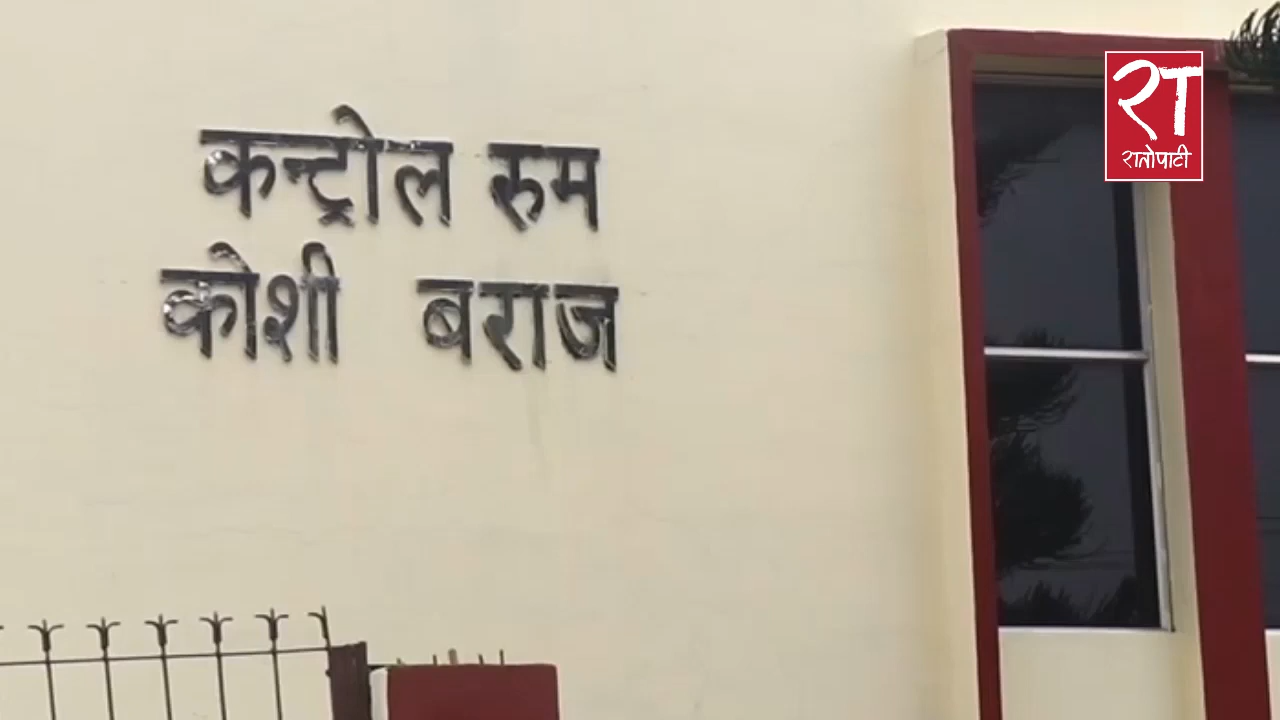 कन्ट्रोल रुम
कोशी बराज
रा
रातोपाटी